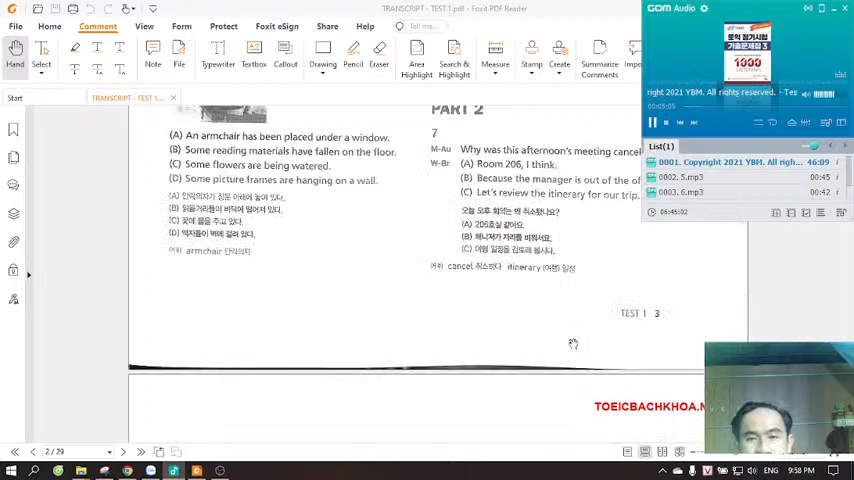 TRANSCRIPT - TEST 1.pdf - Foxit PDF Reader
File Home Comment View Form Protect Foxit eSign Share Help Tell me...
Hand
Select
Note
File
Typewriter
Textbox
Callout
Drawing
Pencil
Eraser
Area Highlight
Search & Highlight
Measure
Stamp
Create
Summarize Comments
Im
Start
TRANSCRIPT - TEST 1...
(A) An armchair has been placed under a window.
(B) Some reading materials have fallen on the floor.
(C) Some flowers are being watered.
(D) Some picture frames are hanging on a wall.
(A) 안락의자가 창문 아래에 놓여 있다.
(B) 읽을거리들이 바닥에 떨어져 있다.
(C) 꽃에 물을 주고 있다.
(D) 액자들이 벽에 걸려 있다.
어휘 armchair 안락의자
PART 2
7
M-Au Why was this afternoon's meeting cancel
W-Br (A) Room 206, I think.
(B) Because the manager is out of the of
(C) Let's review the itinerary for our trip.
오늘 오후 회의는 왜 취소됐나요?
(A) 206호실 같아요.
(B) 매니저가 자리를 비워서요.
(C) 여행 일정을 검토해 봅시다.
어휘 cancel 취소하다 itinerary (여행) 일정
TEST 1 3
TOEICBACHKHOA.N
2 / 29
GOM Audio
토익 정기시험
기출문제집 3
1000
LISTENING
right 2021 YBM. All rights reserved. - Tes
00:05:05
List(1)
0001. Copyright 2021 YBM. All righ... 46:09
0002. 5.mp3 00:45
0003. 6.mp3 00:42
06:45:02
ENG 9:58 PM